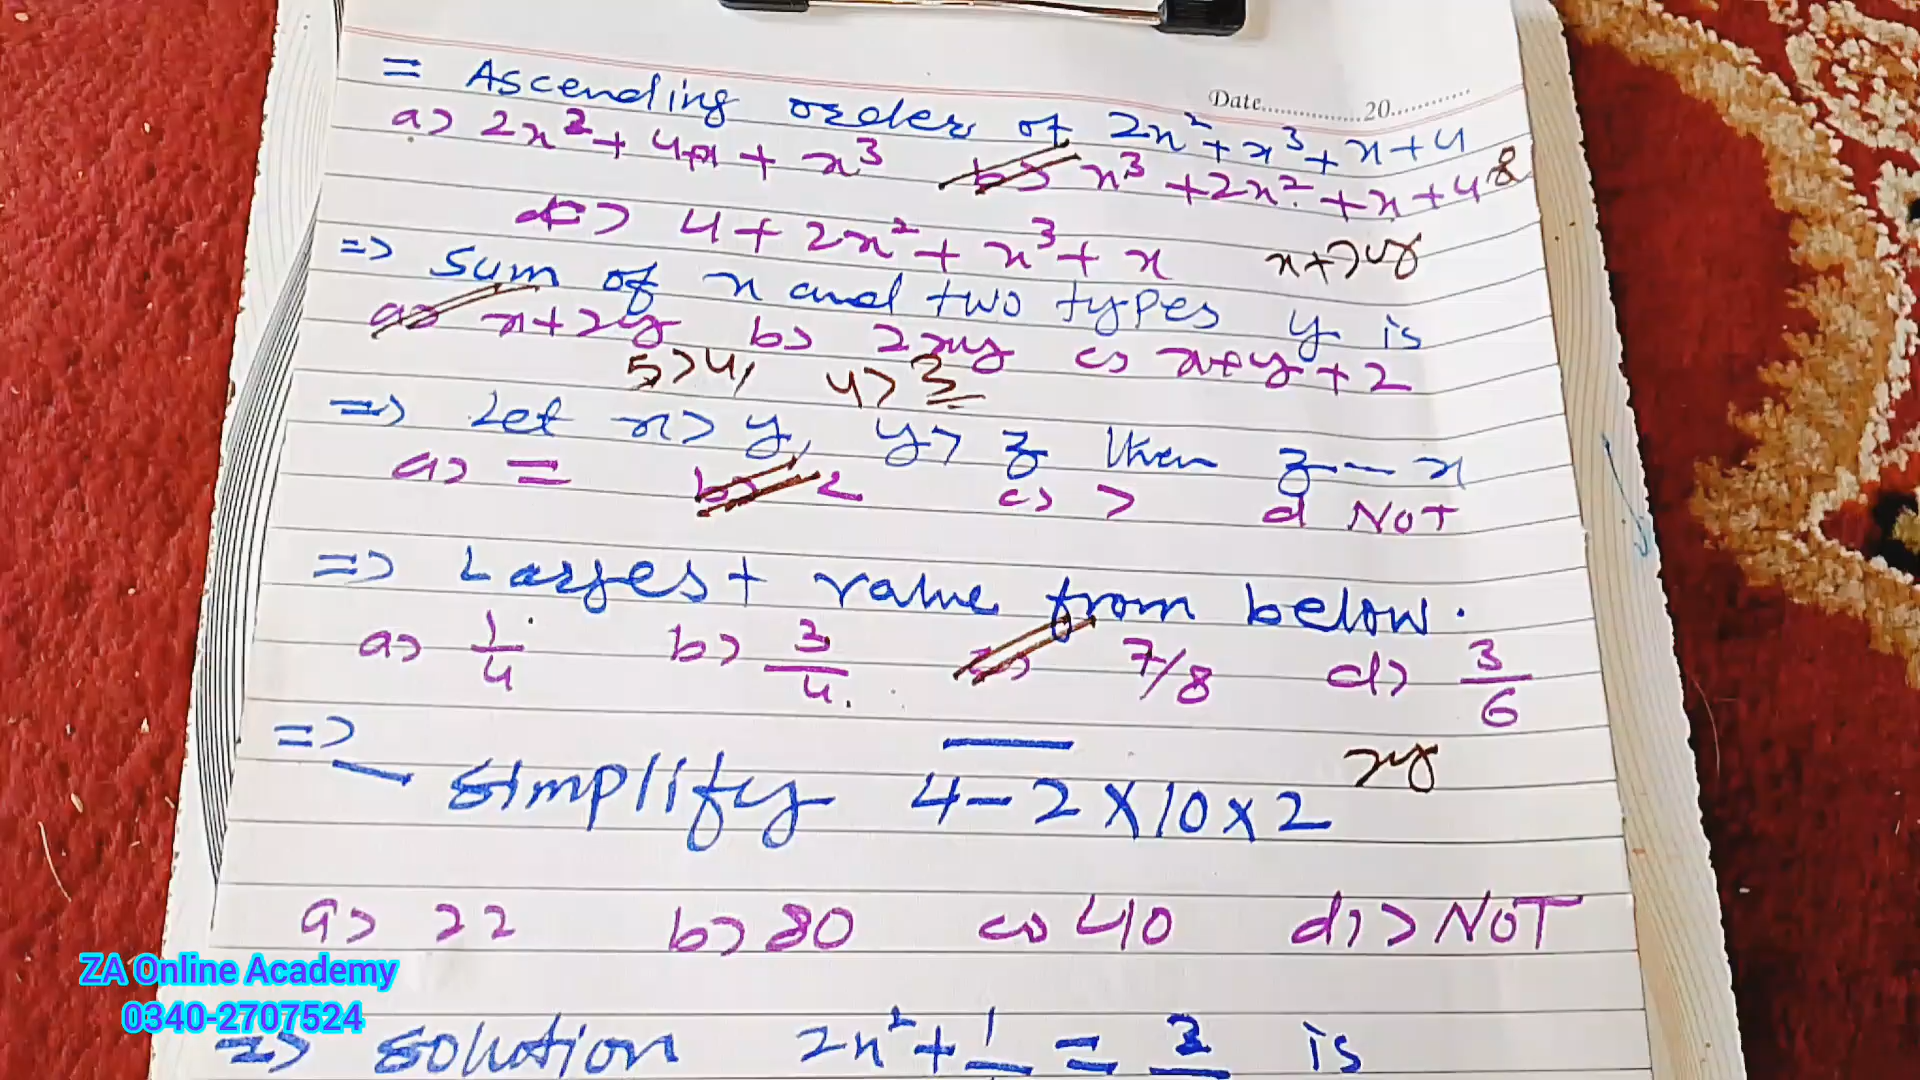 Date..............20...........
= Ascending order of 2x²+x³+x+4
a> 2x²+4x+x³ b> x³+2x²+x+4 8
c> 4+2x²+x³+x x+2y
=> Sum of x and two types y is
a> x+2y b> 2xy c> x+y+2
5>4, 4>3
=> Let x>y, y>z then z--x
a> = b> < c> > d NOT
=> Largest value from below.
a> 1/4 b> 3/4. c> 7/8 d> 3/6
=> simplify 4-2×10×2 2y
a> 22 b> 80 c> 40 d> > NOT
ZA Online Academy
0340-2707524
=> solution 2x²+1 = 3 is